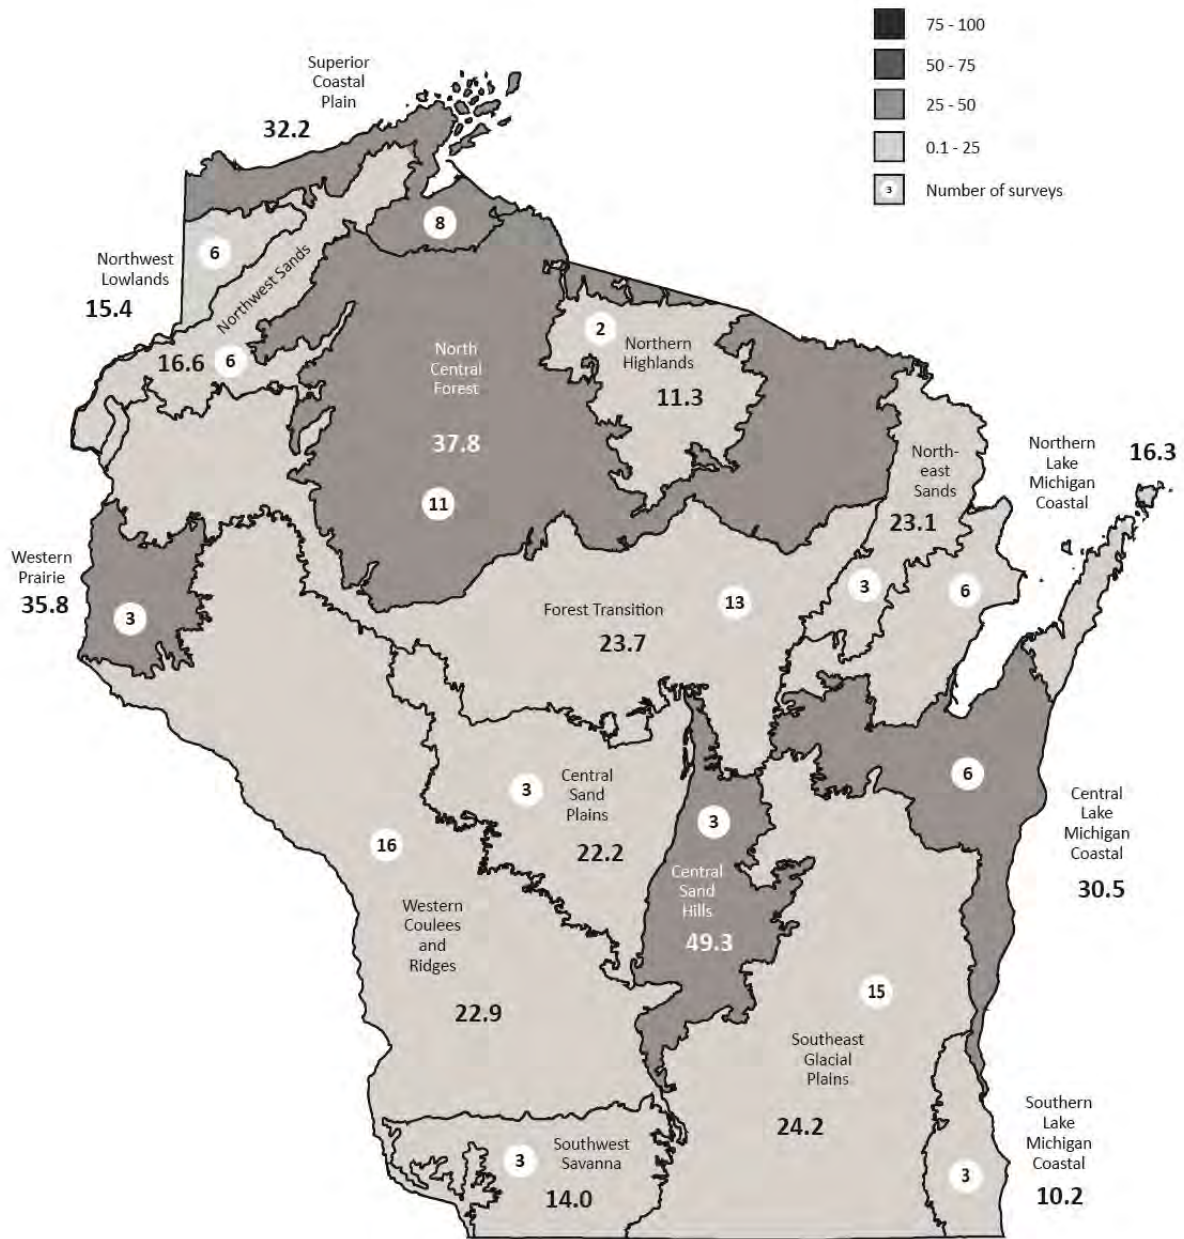 75 - 100
50 - 75
25 - 50
0.1 - 25
3
Number of surveys
Superior
Coastal
Plain
32.2
8
Northwest
Lowlands
15.4
6
Northwest Sands
16.6
6
North
Central
Forest
37.8
11
2
Northern
Highlands
11.3
North-
east
Sands
23.1
3
Northern
Lake
Michigan
Coastal
16.3
6
Western
Prairie
35.8
3
Forest Transition
23.7
13
Central
Sand
Plains
22.2
3
3
Central
Sand
Hills
49.3
6
Central
Lake
Michigan
Coastal
30.5
16
Western
Coulees
and
Ridges
22.9
15
Southeast
Glacial
Plains
24.2
3
Southwest
Savanna
14.0
Southern
Lake
Michigan
Coastal
10.2
3